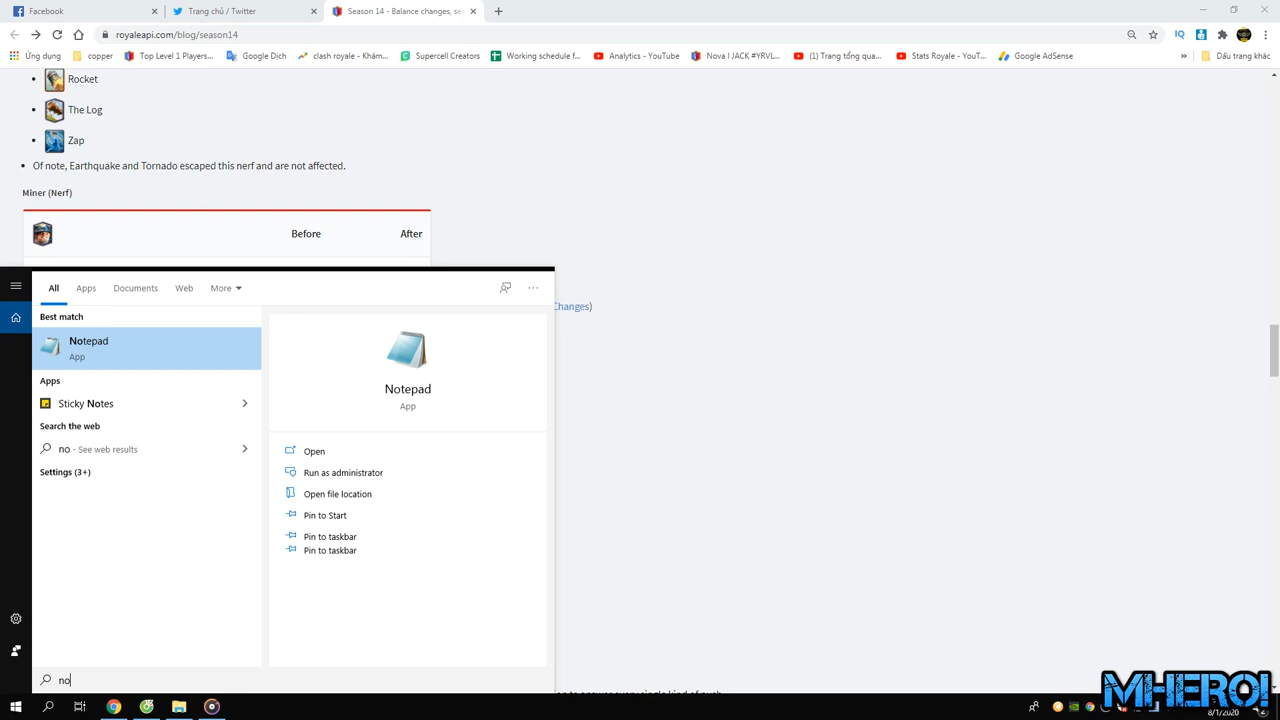 Facebook
Trang chủ / Twitter
Season 14 - Balance changes, sea
royaleapi.com/blog/season14
Ứng dụng
copper
Top Level 1 Players...
Google Dịch
clash royale - Khám...
Supercell Creators
Working schedule f...
Analytics - YouTube
Nova I JACK #YRVL...
(1) Trang tổng qua...
Stats Royale - YouT...
Google AdSense
»
Dấu trang khác
Rocket
The Log
Zap
Of note, Earthquake and Tornado escaped this nerf and are not affected.
Miner (Nerf)
Before After
Changes)
All Apps Documents Web More
Best match
Notepad
App
Apps
Sticky Notes
Search the web
no - See web results
Settings (3+)
Notepad
App
Open
Run as administrator
Open file location
Pin to Start
Pin to taskbar
Pin to taskbar
no
MHERO!
8/1/2020